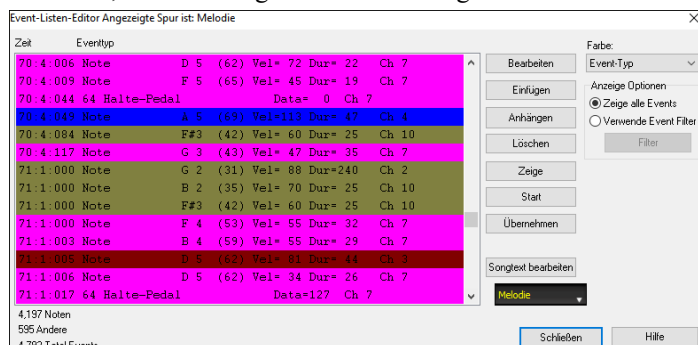 Event-Listen-Editor Angezeigte Spur ist: Melodie
Zeit Eventtyp
70:4:006 Note D 5 (62) Vel= 72 Dur= 22 Ch 7
70:4:009 Note F 5 (65) Vel= 45 Dur= 19 Ch 7
70:4:044 64 Halte-Pedal Data= 0 Ch 7
70:4:049 Note A 5 (69) Vel=113 Dur= 47 Ch 4
70:4:084 Note F#3 (42) Vel= 60 Dur= 25 Ch 10
70:4:117 Note G 3 (43) Vel= 47 Dur= 35 Ch 7
71:1:000 Note G 2 (31) Vel= 88 Dur=240 Ch 2
71:1:000 Note B 2 (35) Vel= 70 Dur= 25 Ch 10
71:1:000 Note F#3 (42) Vel= 60 Dur= 25 Ch 10
71:1:000 Note F 4 (53) Vel= 55 Dur= 32 Ch 7
71:1:003 Note B 4 (59) Vel= 55 Dur= 29 Ch 7
71:1:005 Note D 5 (62) Vel= 81 Dur= 44 Ch 3
71:1:006 Note D 5 (62) Vel= 34 Dur= 26 Ch 7
71:1:017 64 Halte-Pedal Data=127 Ch 7
4,197 Noten
595 Andere
Bearbeiten
Einfügen
Anhängen
Löschen
Zeige
Start
Übernehmen
Songtext bearbeiten
Melodie
Farbe:
Event-Typ
Anzeige Optionen
Zeige alle Events
Verwende Event Filter
Filter
Schließen
Hilfe